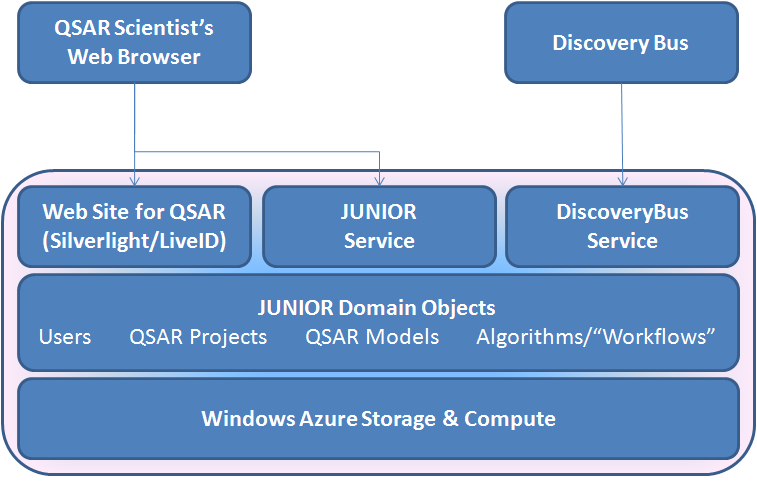 QSAR Scientist's
Web Browser
Discovery Bus
Web Site for QSAR
(Silverlight/LiveID)
JUNIOR
Service
DiscoveryBus
Service
JUNIOR Domain Objects
Users QSAR Projects QSAR Models Algorithms/“Workflows”
Windows Azure Storage & Compute